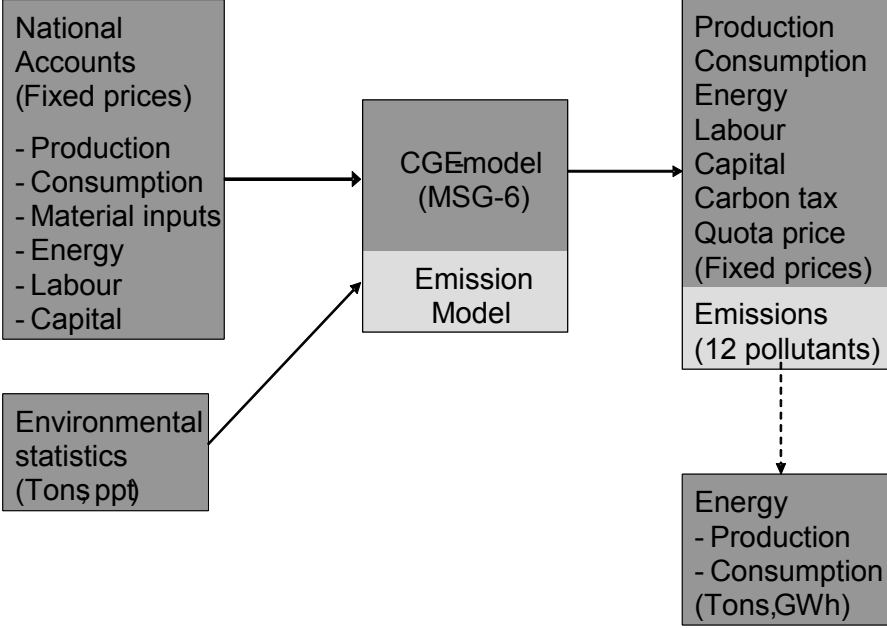 National
Accounts
(Fixed prices)
- Production
- Consumption
- Material inputs
- Energy
- Labour
- Capital
Environmental
statistics
(Tons, ppt)
CGE-model
(MSG-6)
Emission
Model
Production
Consumption
Energy
Labour
Capital
Carbon tax
Quota price
(Fixed prices)
Emissions
(12 pollutants)
Energy
- Production
- Consumption
(Tons,GWh)